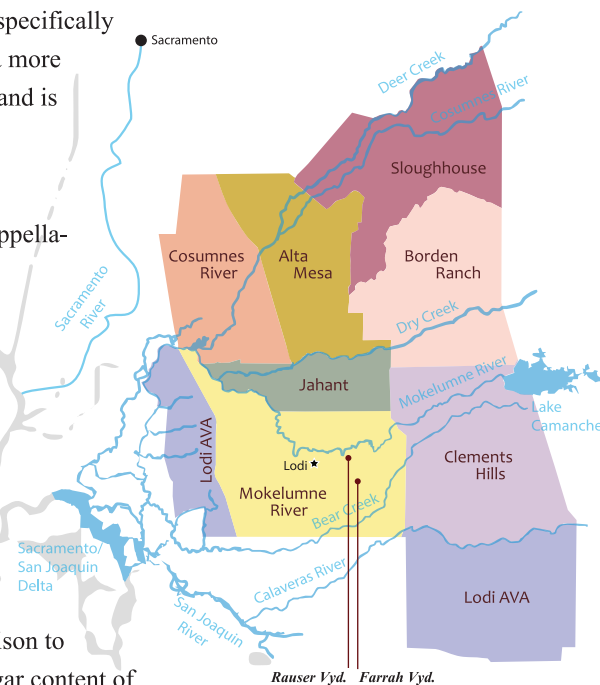 specifically
more
and is
ppella-
Sacramento
Deer Creek
Cosumnes River
Sloughhouse
Cosumnes
River
Alta
Mesa
Borden
Ranch
Sacramento
River
Dry Creek
Mokelumne River
Jahant
Lake
Camanche
Lodi AVA
Lodi
Clements
Hills
Mokelumne
River
Bear Creek
Sacramento/
San Joaquin
Delta
Calaveras River
Lodi AVA
San Joaquin
River
ison to
gar content of
Rauser Vyd.
Farrah Vyd.